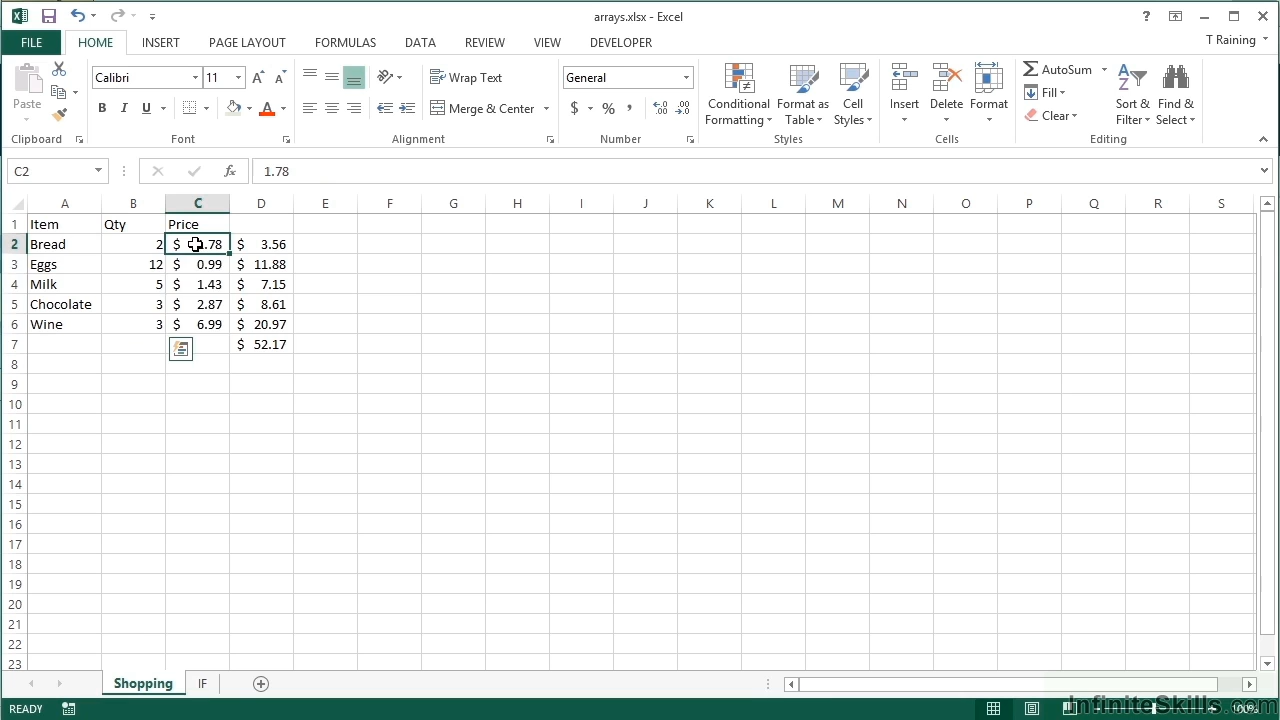 arrays.xlsx - Excel
?
FILE HOME INSERT PAGE LAYOUT FORMULAS DATA REVIEW VIEW DEVELOPER T Raining
Paste
Calibri 11
B I U
Wrap Text
Merge & Center
General
$ % ,
Conditional Formatting
Format as Table
Cell Styles
Insert Delete Format
AutoSum
Fill
Clear
Sort & Filter
Find & Select
Clipboard Font Alignment Number Styles Cells Editing
C2 fx 1.78
A B C D E F G H I J K L M N O P Q R S
1 Item Qty Price
2 Bread 2 $ .78 $ 3.56
3 Eggs 12 $ 0.99 $ 11.88
4 Milk 5 $ 1.43 $ 7.15
5 Chocolate 3 $ 2.87 $ 8.61
6 Wine 3 $ 6.99 $ 20.97
7 $ 52.17
8
9
10
11
12
13
14
15
16
17
18
19
20
21
22
23
Shopping IF
READY 100%
InfiniteSkills.com